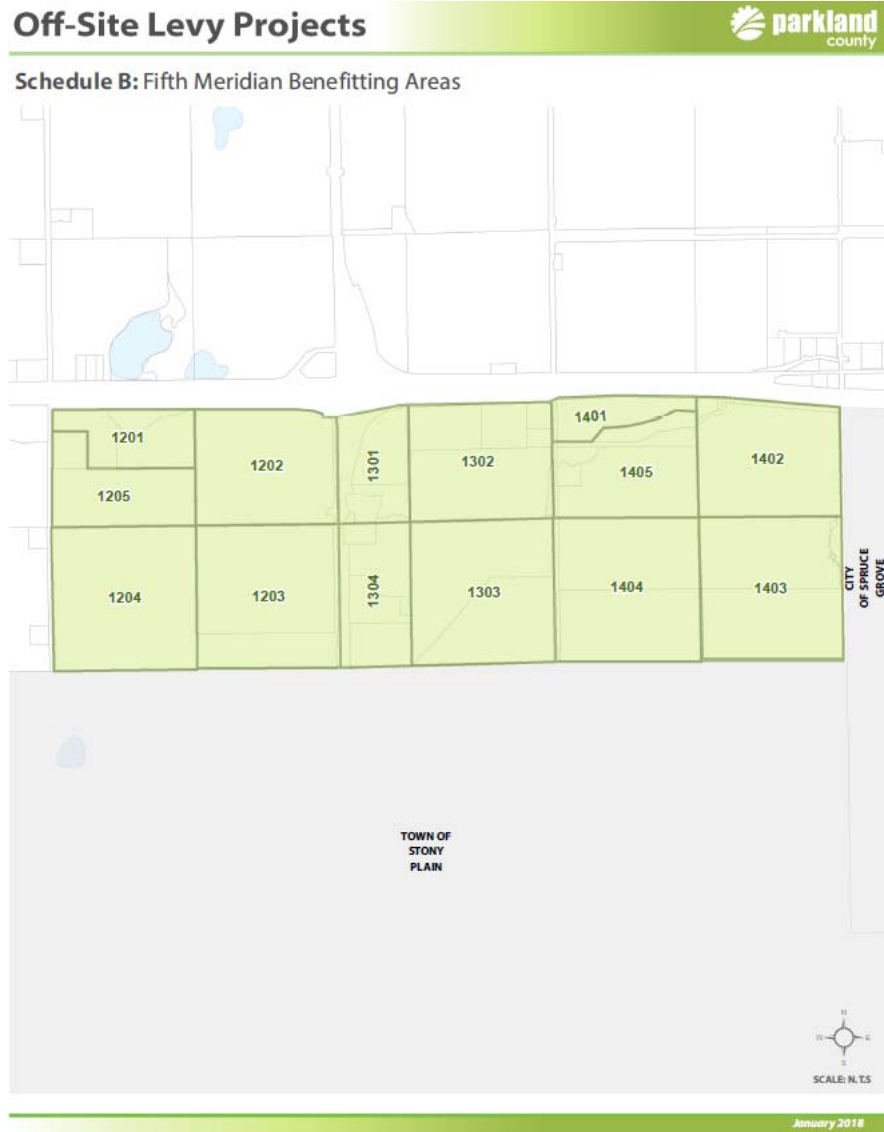 Off-Site Levy Projects
parkland
county
Schedule B: Fifth Meridian Benefitting Areas
1201
1202
1301
1302
1401
1402
1205
1405
1204
1203
1304
1303
1404
1403
CITY
OF SPRUCE
GROVE
TOWN OF
STONY
PLAIN
N
W
E
S
SCALE: N.T.S
January 2018